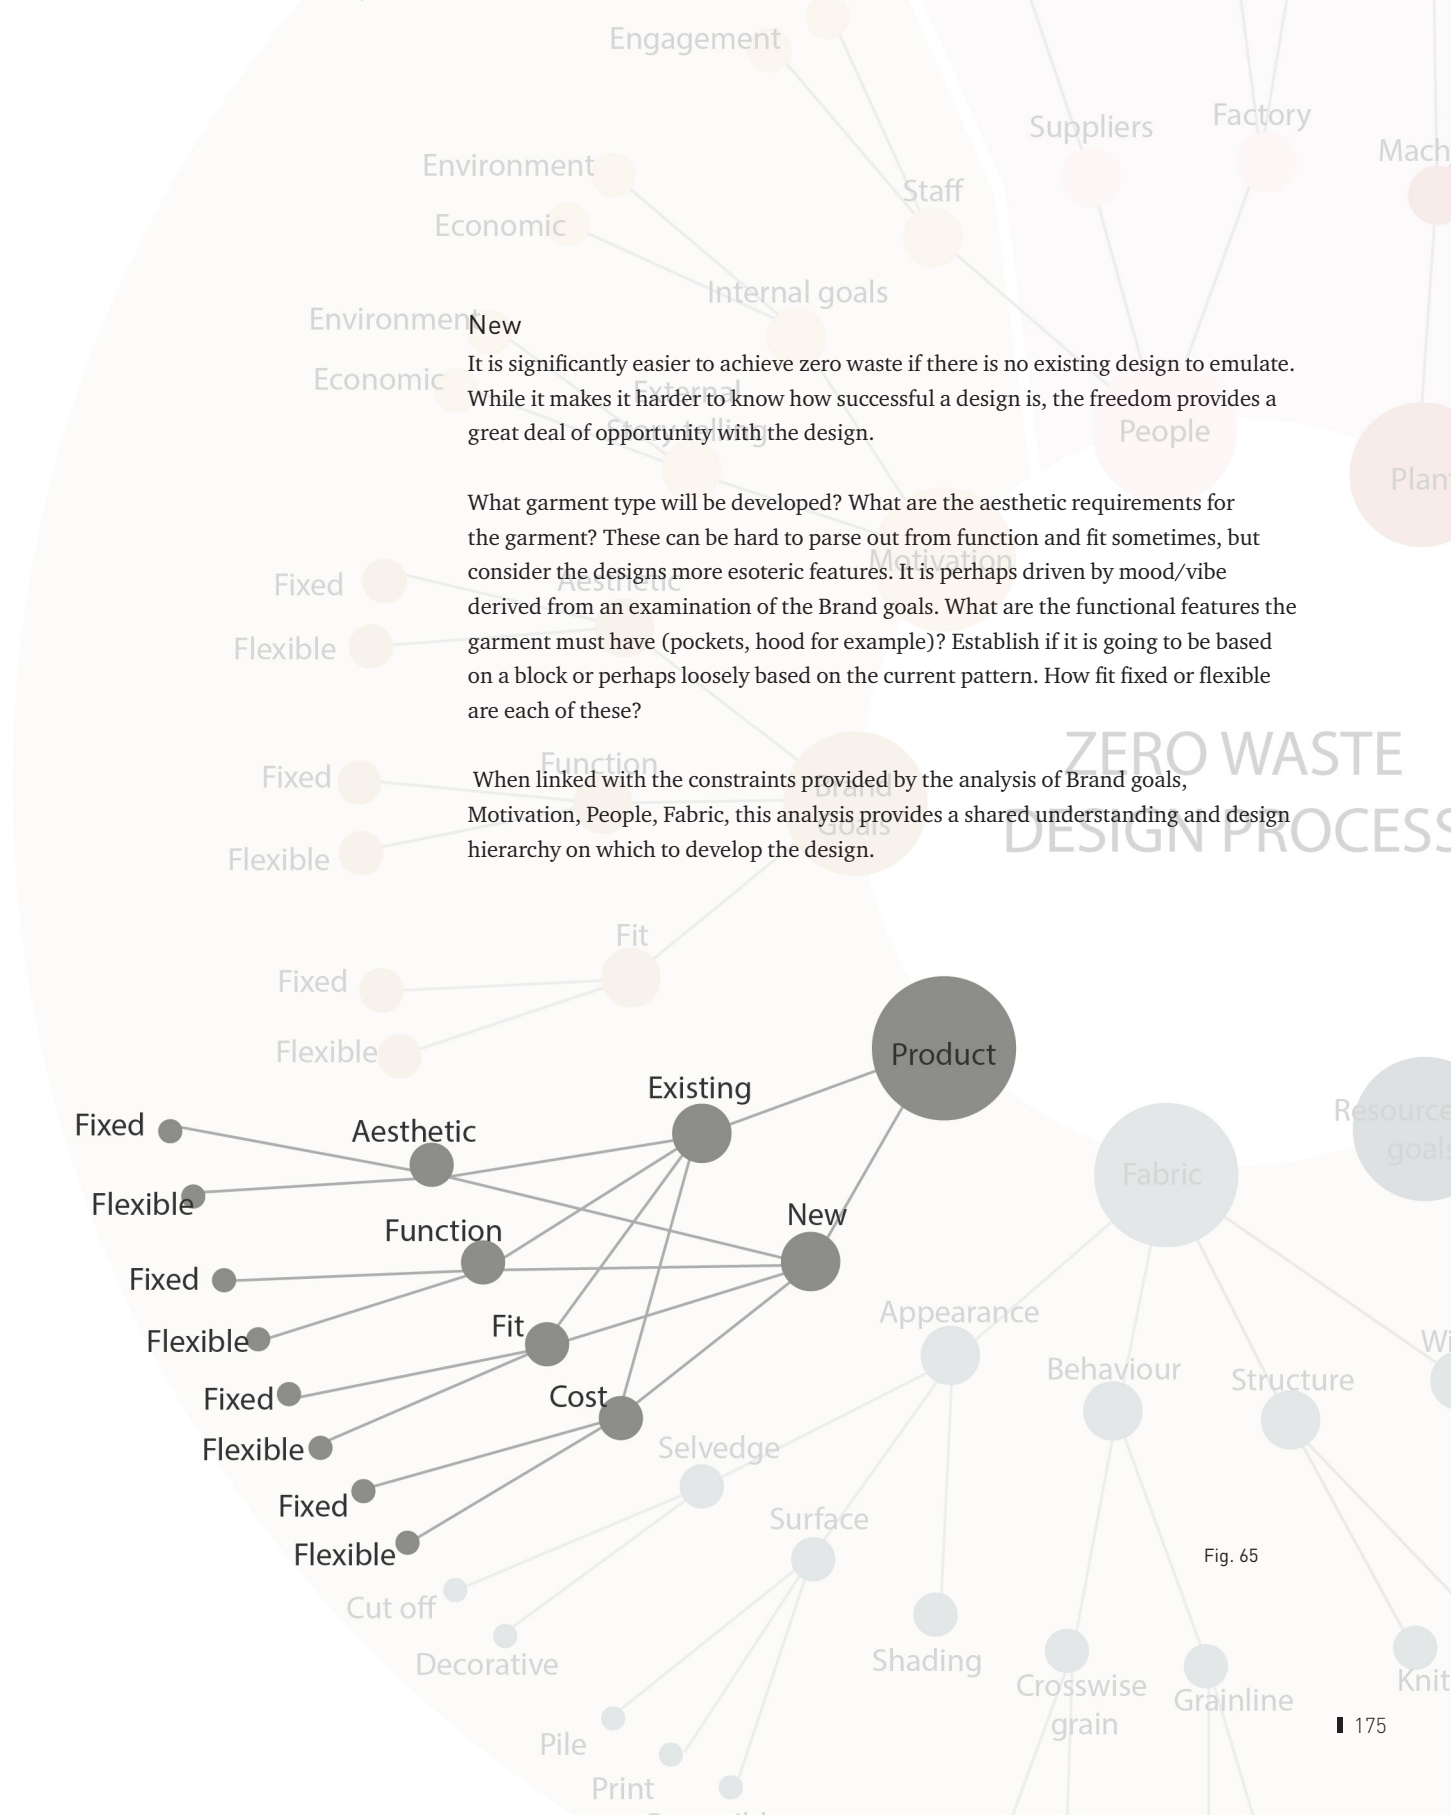 Engagement
Suppliers
Factory
Environment
Staff
Economic
Internal goals
Environment
Economic
External
Story telling
People
Motivation
New
It is significantly easier to achieve zero waste if there is no existing design to emulate.
While it makes it harder to know how successful a design is, the freedom provides a
great deal of opportunity with the design.
What garment type will be developed? What are the aesthetic requirements for
the garment? These can be hard to parse out from function and fit sometimes, but
consider the designs more esoteric features. It is perhaps driven by mood/vibe
derived from an examination of the Brand goals. What are the functional features the
garment must have (pockets, hood for example)? Establish if it is going to be based
on a block or perhaps loosely based on the current pattern. How fit fixed or flexible
are each of these?
When linked with the constraints provided by the analysis of Brand goals,
Motivation, People, Fabric, this analysis provides a shared understanding and design
hierarchy on which to develop the design.
Aesthetic
Fixed
Flexible
Function
Fixed
Flexible
Brand
Goals
ZERO WASTE
DESIGN PROCESS
Fit
Fixed
Flexible
Product
Existing
Aesthetic
Fixed
Flexible
New
Function
Fixed
Flexible
Fit
Fixed
Flexible
Cost
Fixed
Flexible
Resource
goals
Fabric
Appearance
Behaviour
Structure
Selvedge
Surface
Cut off
Decorative
Shading
Crosswise
grain
Grainline
Knit
Pile
Print
Fig. 65
175